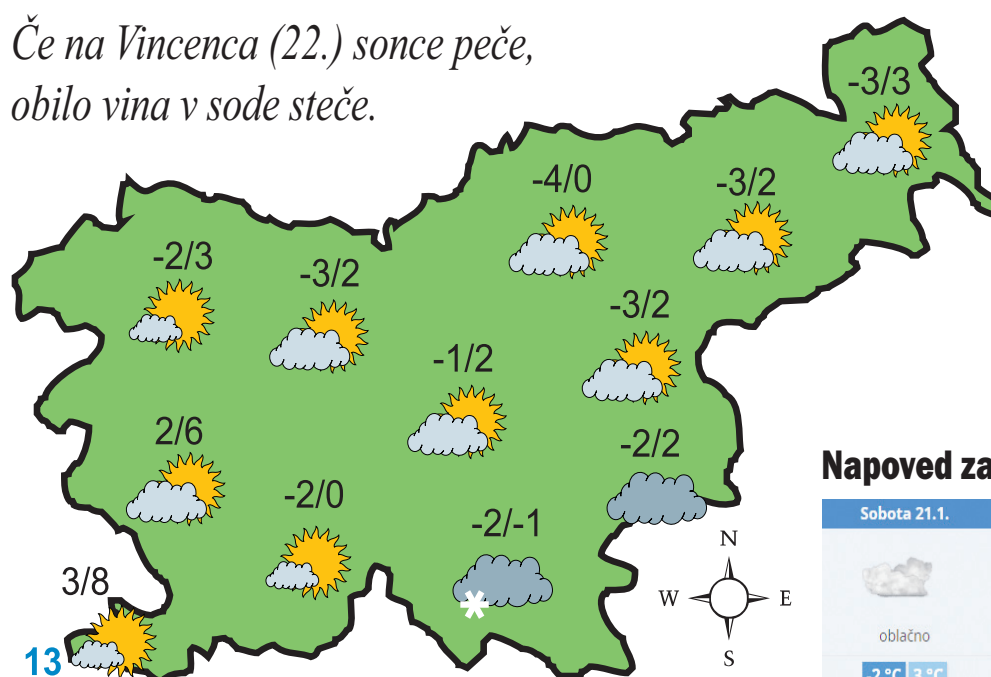 Če na Vincenca (22.) sonce peče,
obilo vina v sode steče.
-3/3
-4/0
-3/2
-2/3
-3/2
-3/2
-1/2
2/6
-2/2
-2/0
-2/-1
3/8
13
N
W E
S
Napoved za
Sobota 21.1.
oblačno
-2 °C 3 °C